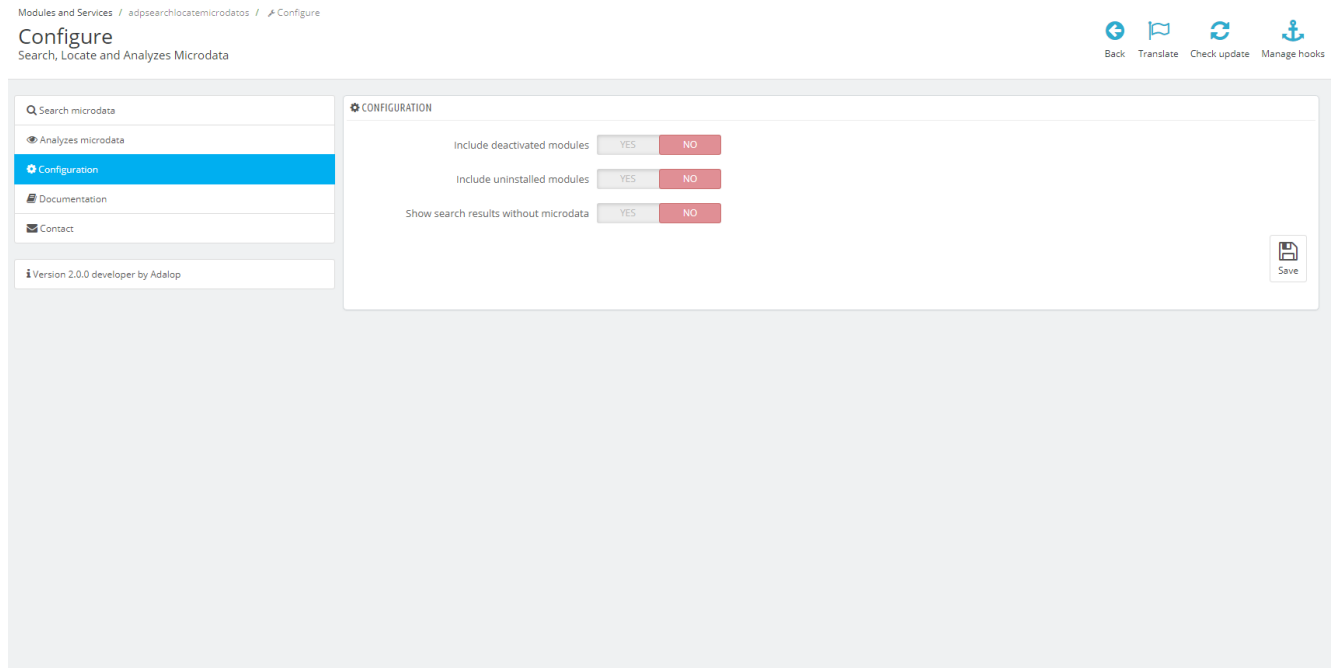 Modules and Services / adpsearchlocatemicrodatos / Configure
Configure
Search, Locate and Analyzes Microdata
Back Translate Check update Manage hooks
Search microdata
Analyzes microdata
Configuration
Documentation
Contact
Version 2.0.0 developer by Adalop
CONFIGURATION
Include deactivated modules YES NO
Include uninstalled modules YES NO
Show search results without microdata YES NO
Save